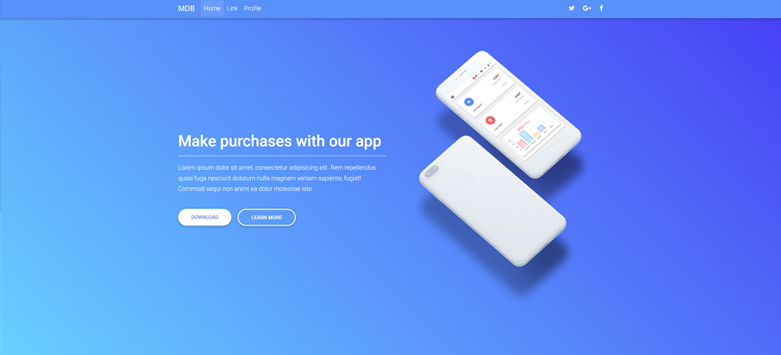 MDB Home Link Profile
Make purchases with our app
Lorem ipsum dolor sit amet, consectetur adipisicing elit. Rem repellendus
quasi fuga nesciunt dolorum nulla magnam veniam sapiente, fugiat!
Commodi sequi non animi ea dolor molestiae iste.
DOWNLOAD LEARN MORE